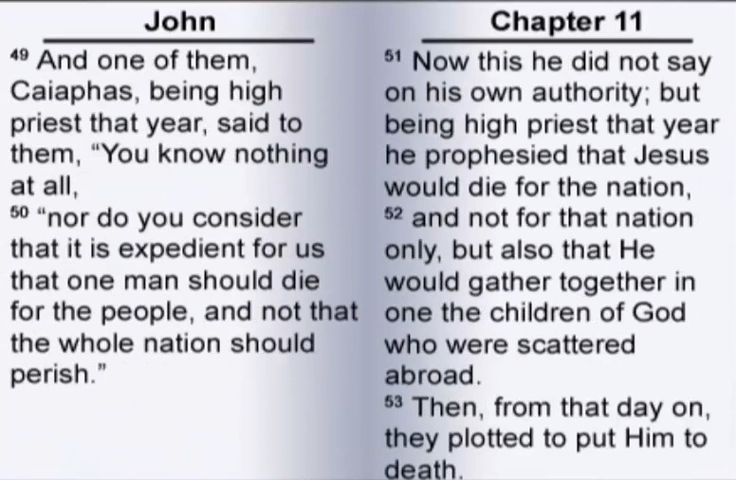 John
⁴⁹ And one of them,
Caiaphas, being high
priest that year, said to
them, “You know nothing
at all,
⁵⁰ “nor do you consider
that it is expedient for us
that one man should die
for the people, and not that
the whole nation should
perish.”
Chapter 11
⁵¹ Now this he did not say
on his own authority; but
being high priest that year
he prophesied that Jesus
would die for the nation,
⁵² and not for that nation
only, but also that He
would gather together in
one the children of God
who were scattered
abroad.
⁵³ Then, from that day on,
they plotted to put Him to
death.